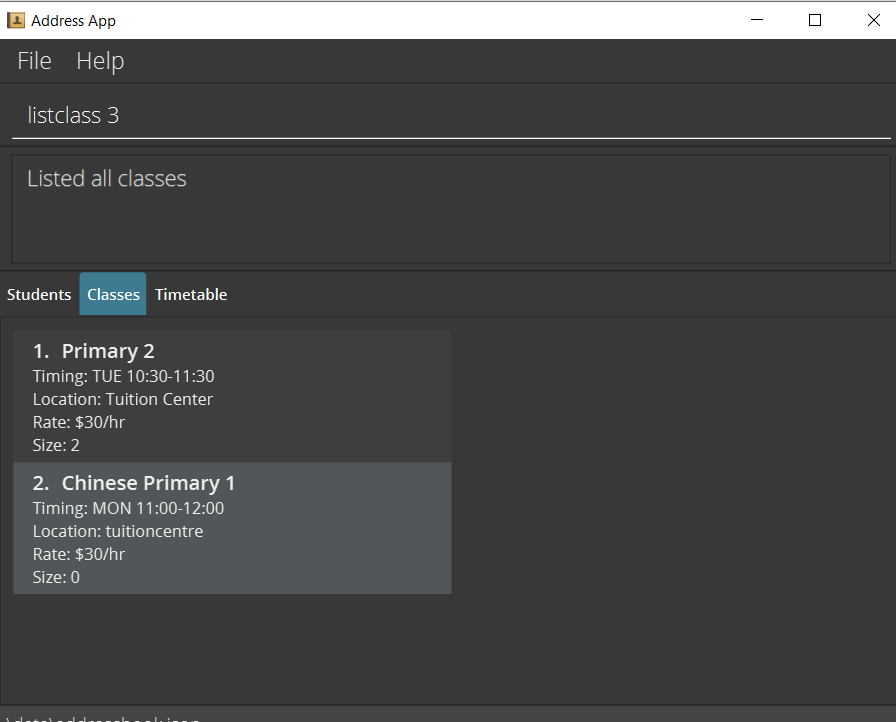 Address App
File Help
listclass 3
Listed all classes
Students Classes Timetable
1. Primary 2
Timing: TUE 10:30-11:30
Location: Tuition Center
Rate: $30/hr
Size: 2
2. Chinese Primary 1
Timing: MON 11:00-12:00
Location: tuitioncentre
Rate: $30/hr
Size: 0